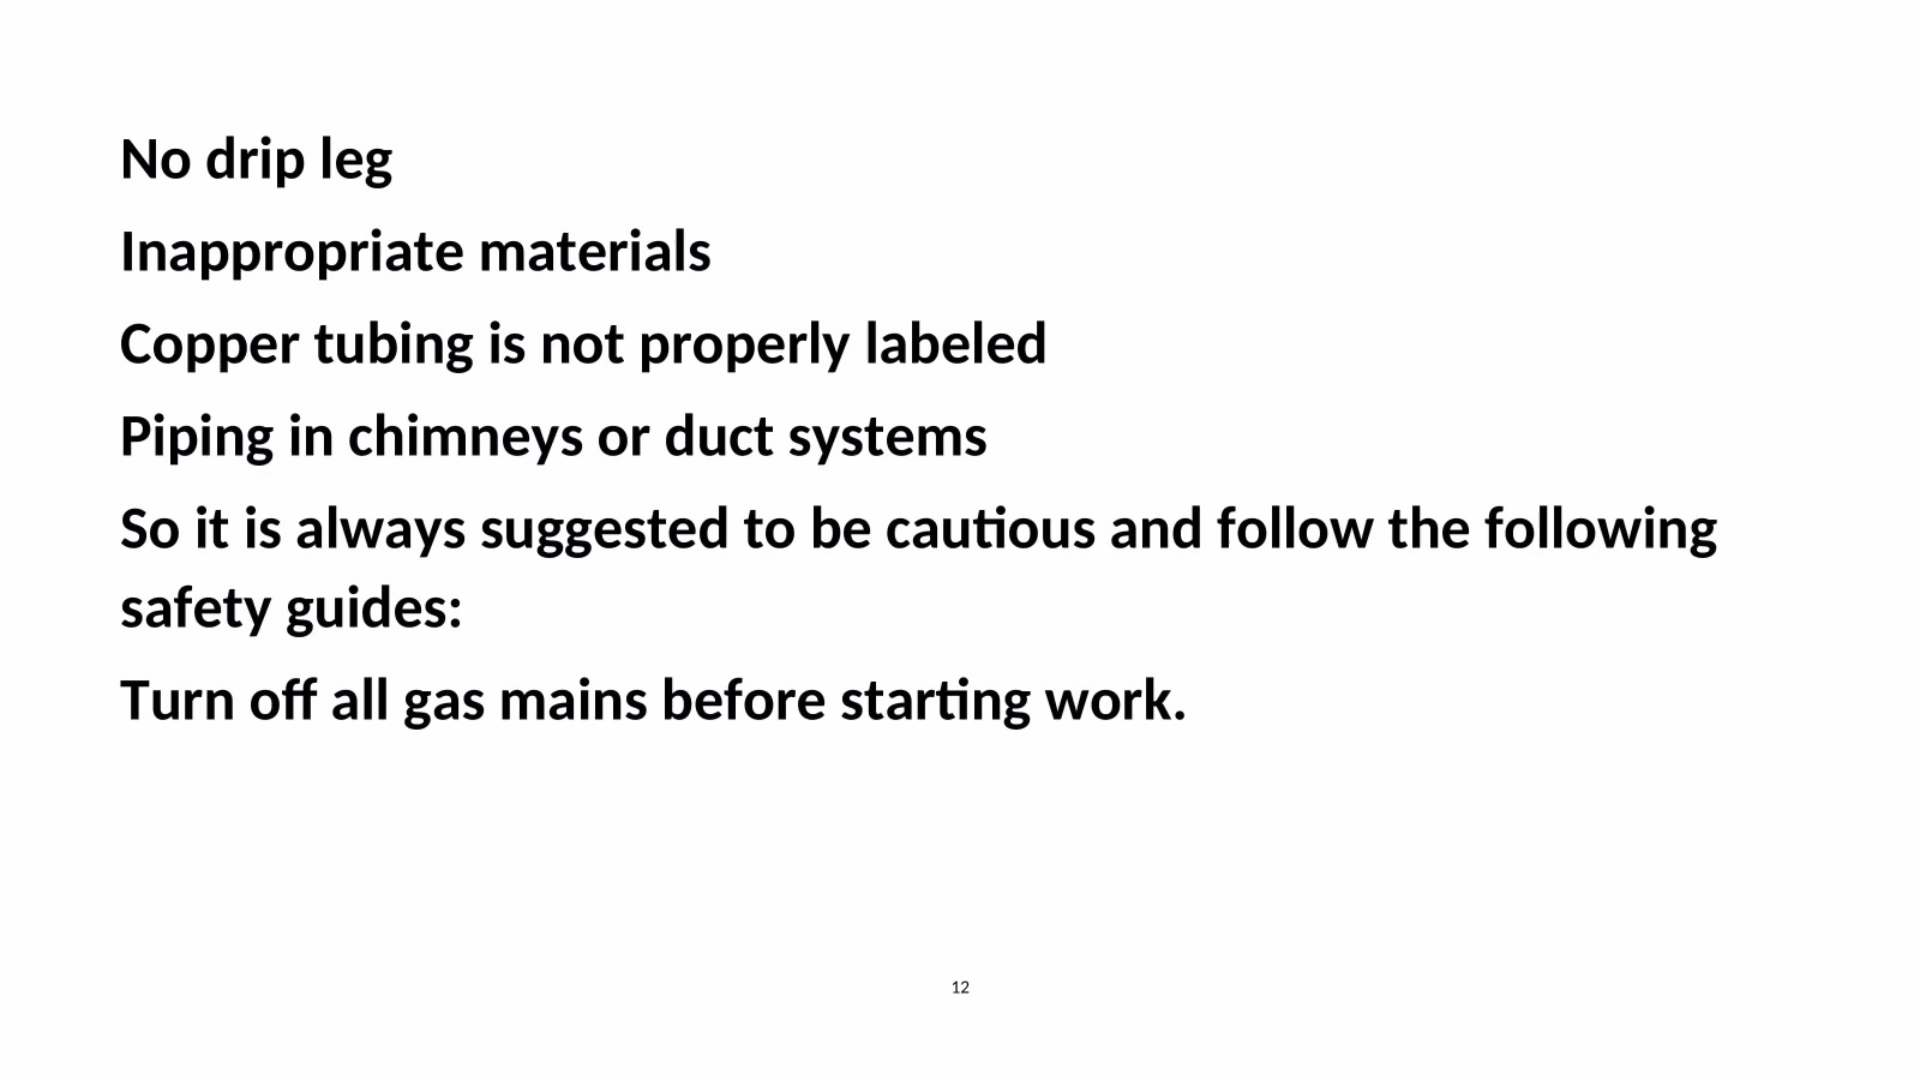 No drip leg
Inappropriate materials
Copper tubing is not properly labeled
Piping in chimneys or duct systems
So it is always suggested to be cautious and follow the following
safety guides:
Turn off all gas mains before starting work.
12